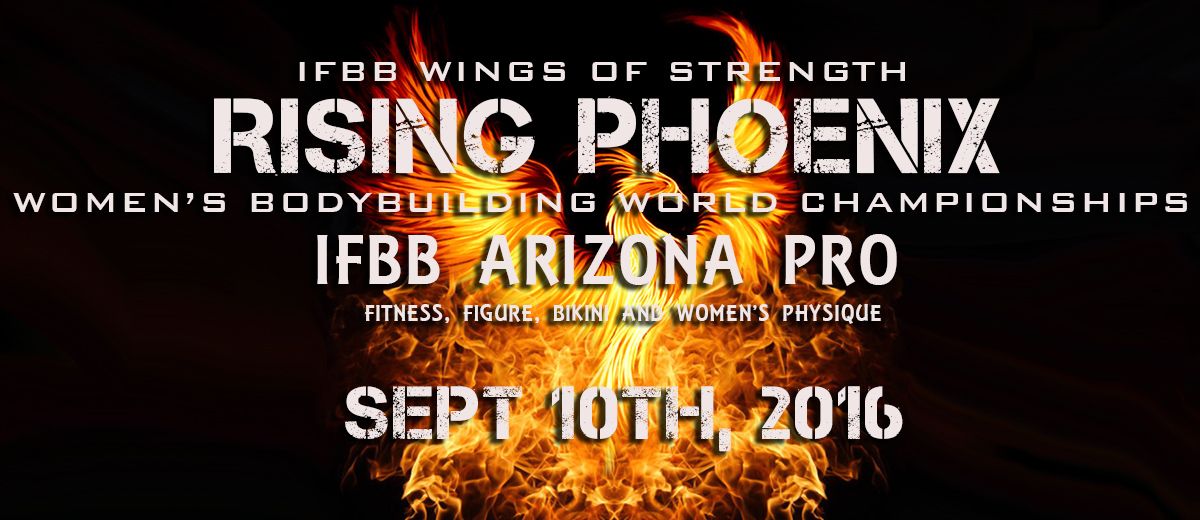 IFBB WINGS OF STRENGTH
RISING PHOENIX
WOMEN'S BODYBUILDING WORLD CHAMPIONSHIPS
IFBB ARIZONA PRO
FITNESS, FIGURE, BIKINI AND WOMEN'S PHYSIQUE
SEPT 10TH, 2016